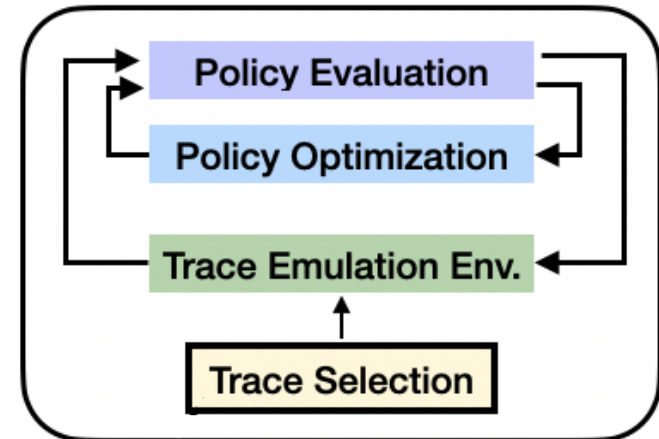 Policy Evaluation
Policy Optimization
Trace Emulation Env.
Trace Selection